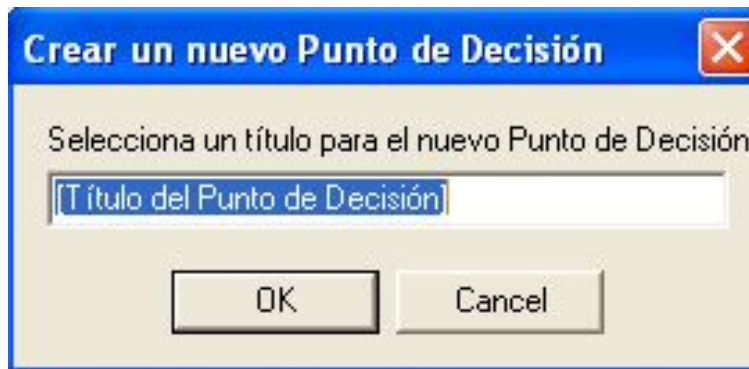 Crear un nuevo Punto de Decisión
Selecciona un título para el nuevo Punto de Decisión
[Título del Punto de Decisión]
OK
Cancel